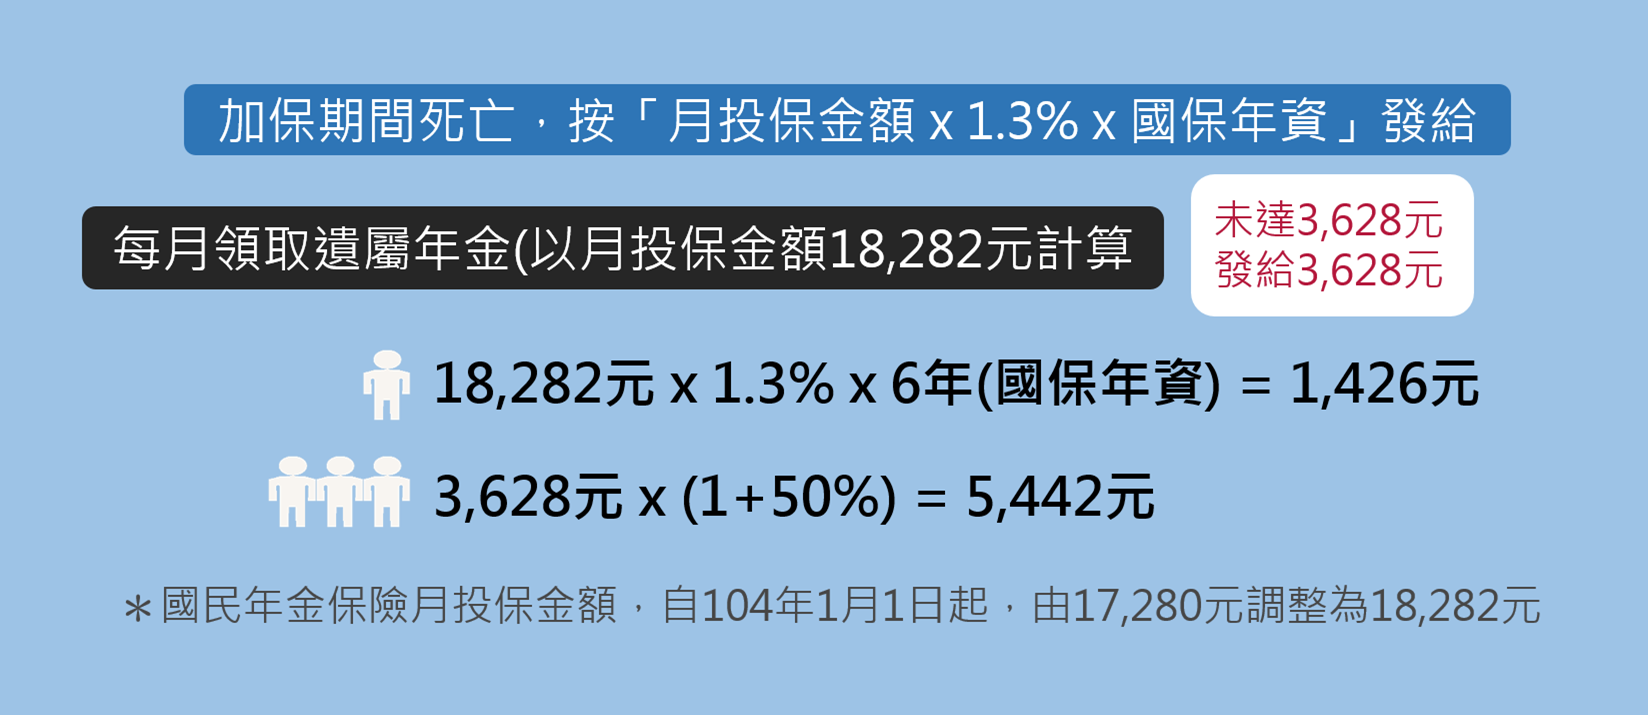 加保期間死亡，按「月投保金額 x 1.3% x 國保年資」發給
每月領取遺屬年金(以月投保金額18,282元計算
未達3,628元
發給3,628元
18,282元 x 1.3% x 6年(國保年資) = 1,426元
3,628元 x (1+50%) = 5,442元
＊國民年金保險月投保金額，自104年1月1日起，由17,280元調整為18,282元